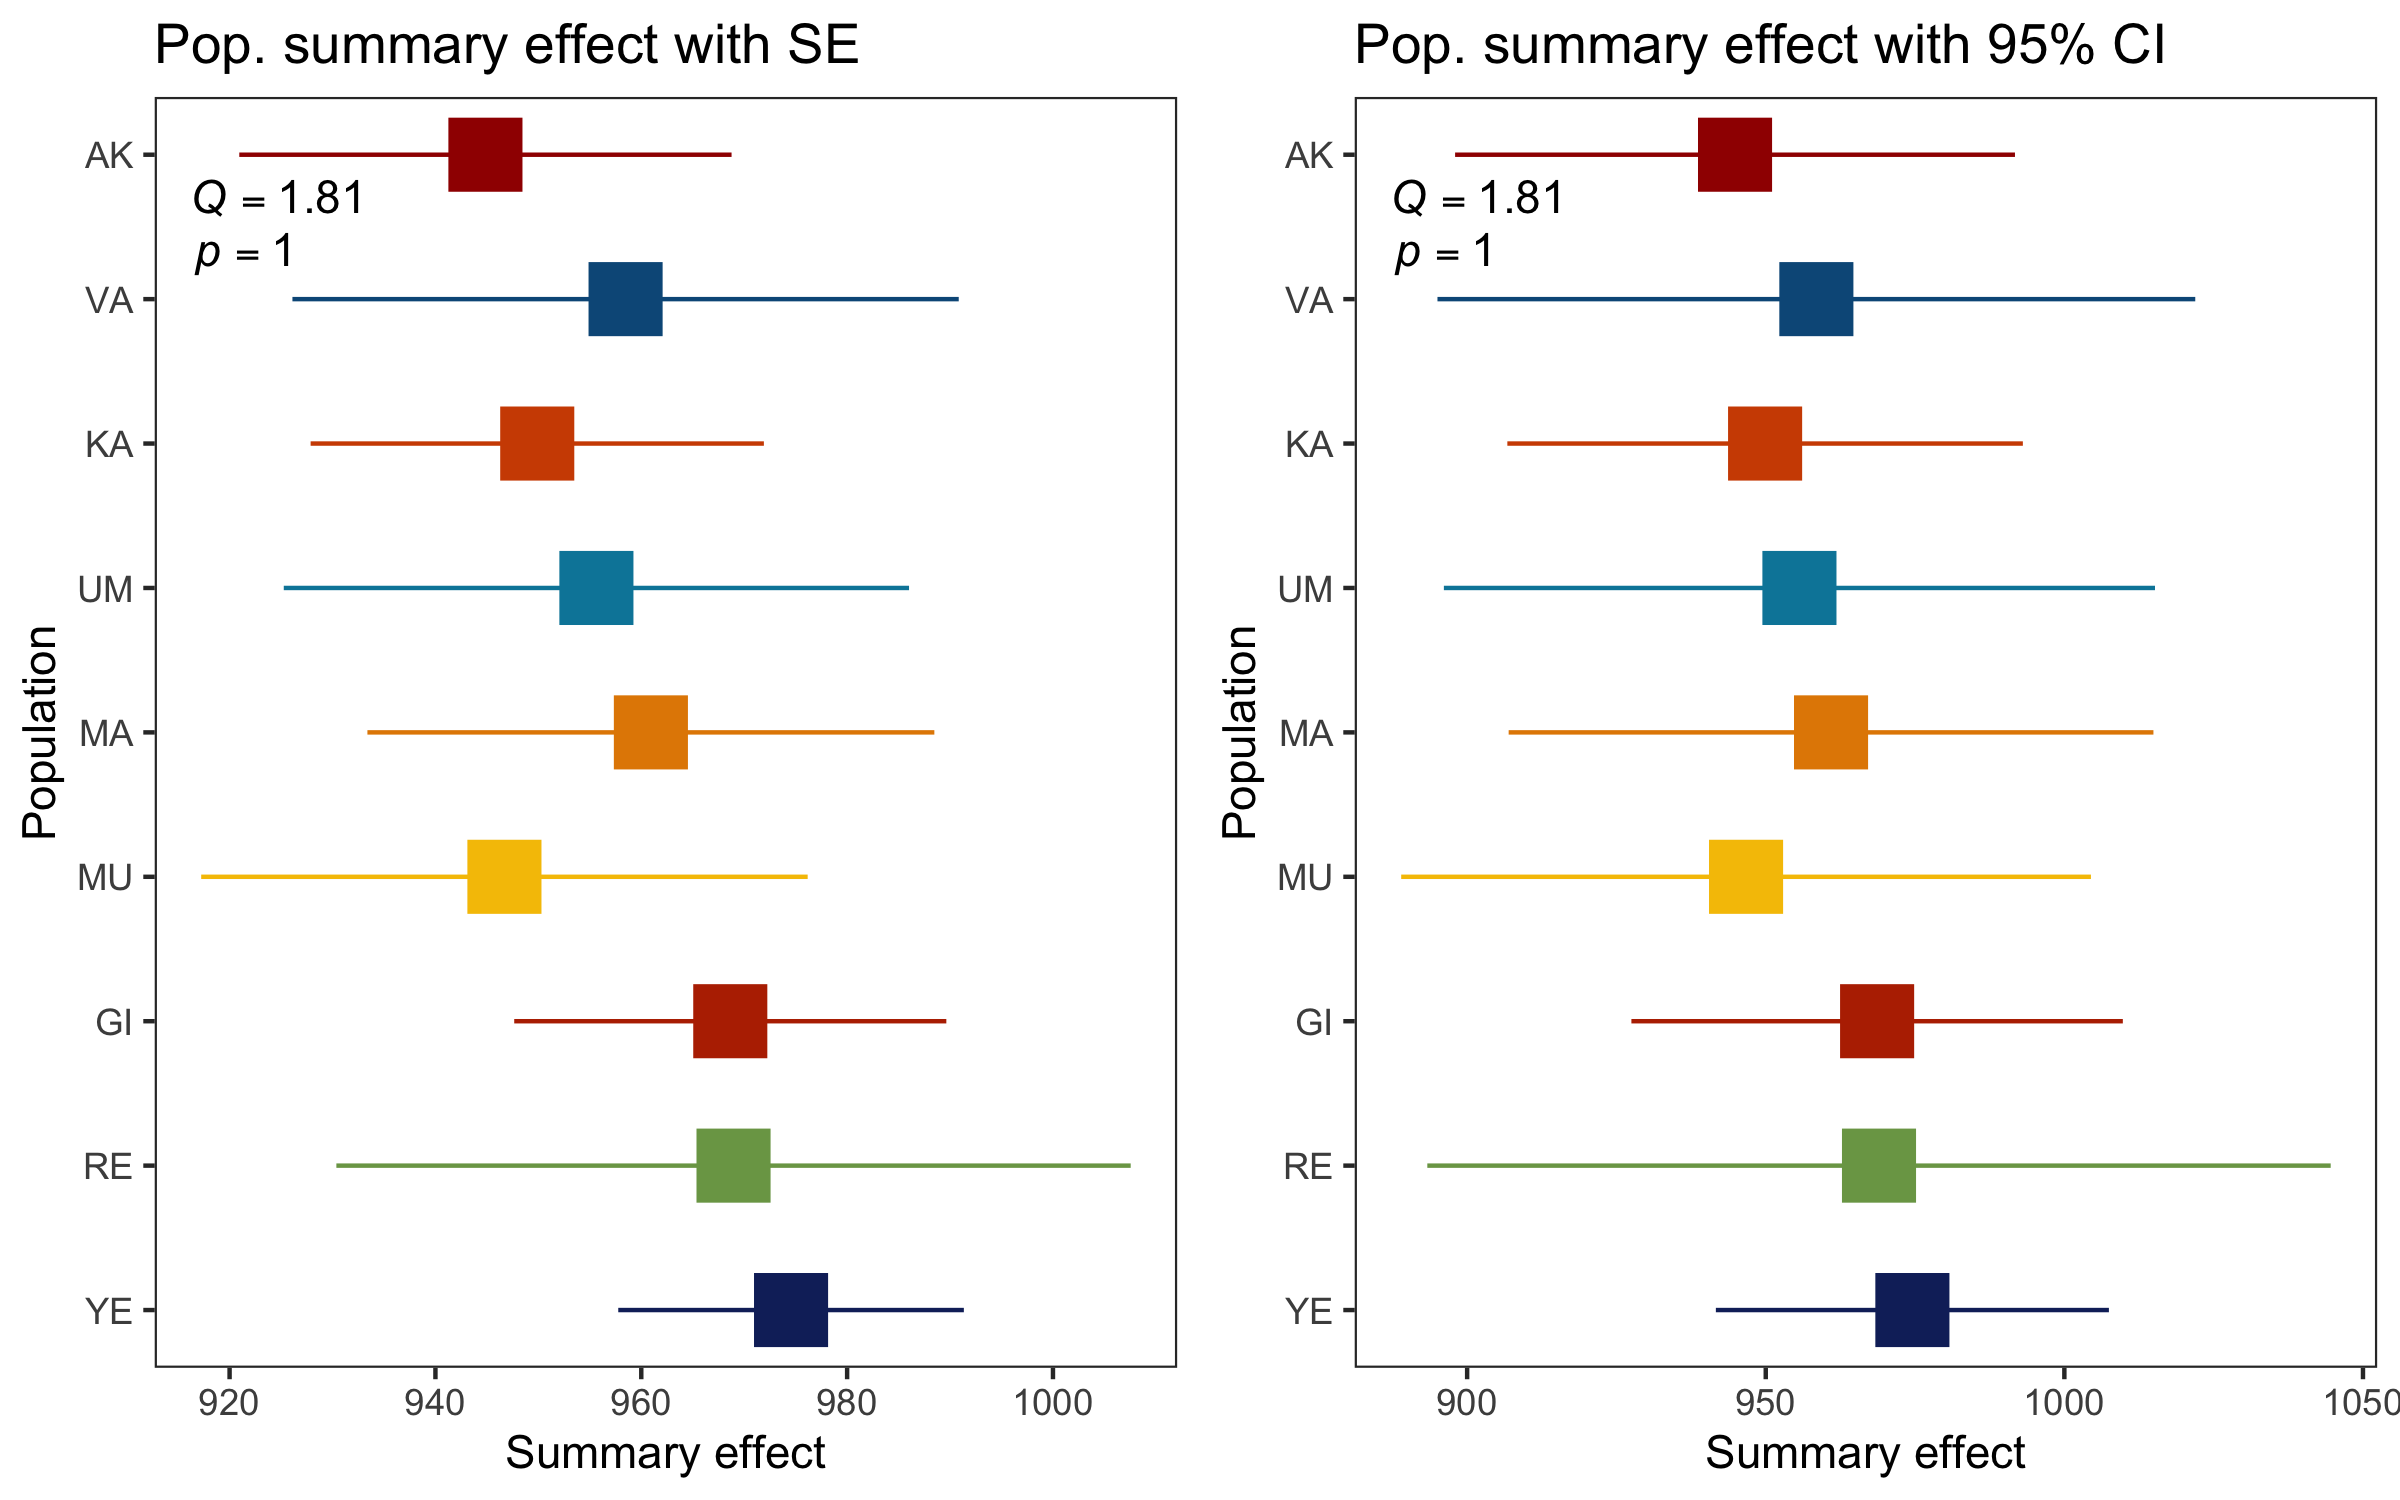 Pop. summary effect with SE
AK
Q = 1.81
p = 1
VA
KA
UM
MA
MU
GI
RE
YE
Population
920 940 960 980 1000
Summary effect
Pop. summary effect with 95% CI
AK
Q = 1.81
p = 1
VA
KA
UM
MA
MU
GI
RE
YE
Population
900 950 1000 1050
Summary effect